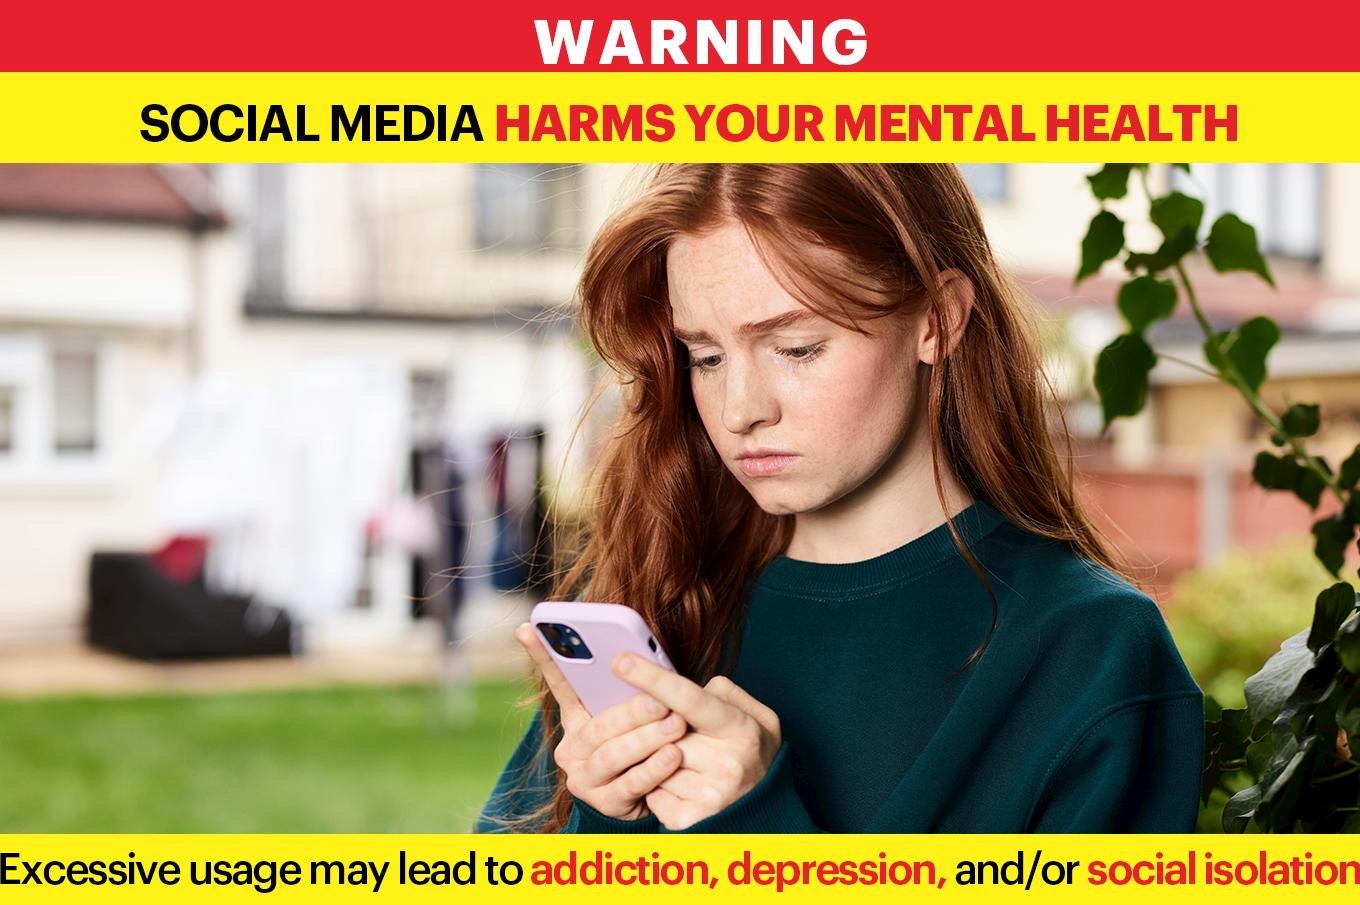 WARNING
SOCIAL MEDIA HARMS YOUR MENTAL HEALTH
Excessive usage may lead to addiction, depression, and/or social isolation